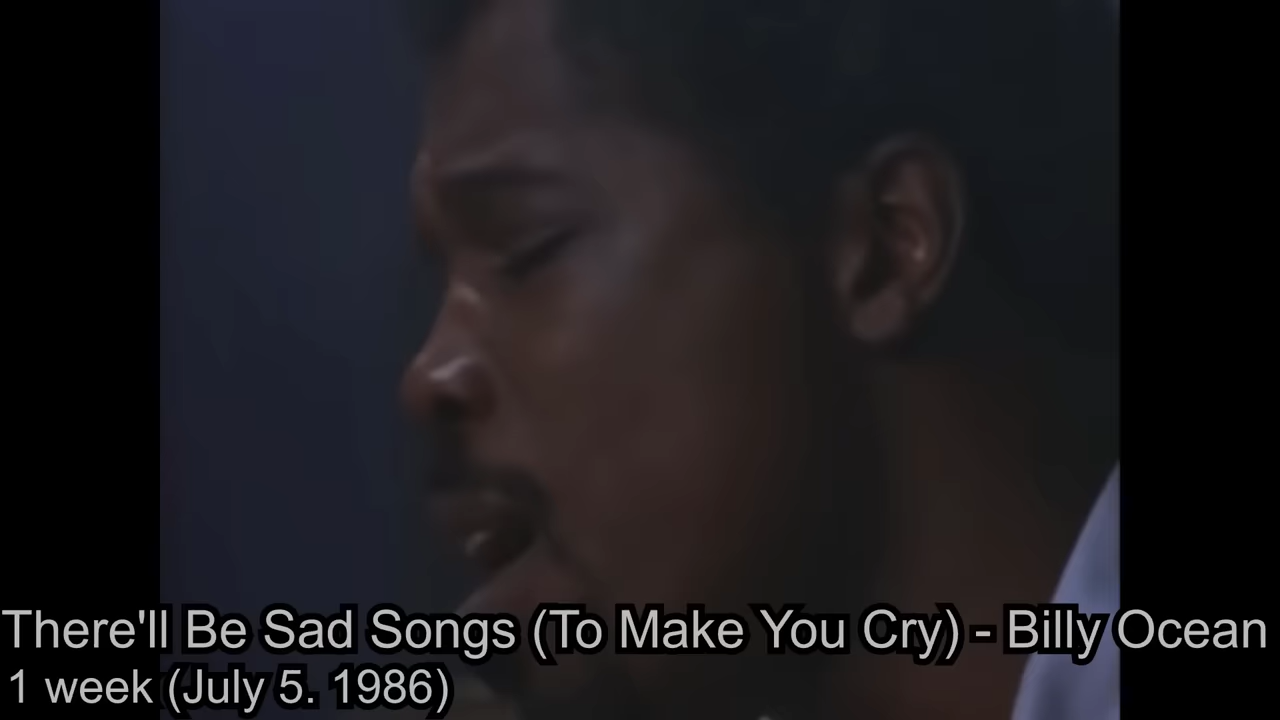 There'll Be Sad Songs (To Make You Cry) - Billy Ocean
1 week (July 5. 1986)